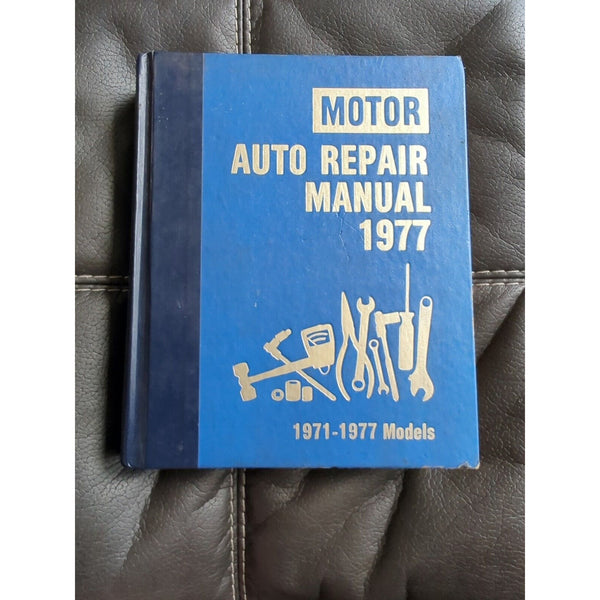 MOTOR
AUTO REPAIR
MANUAL
1977
1971-1977 Models